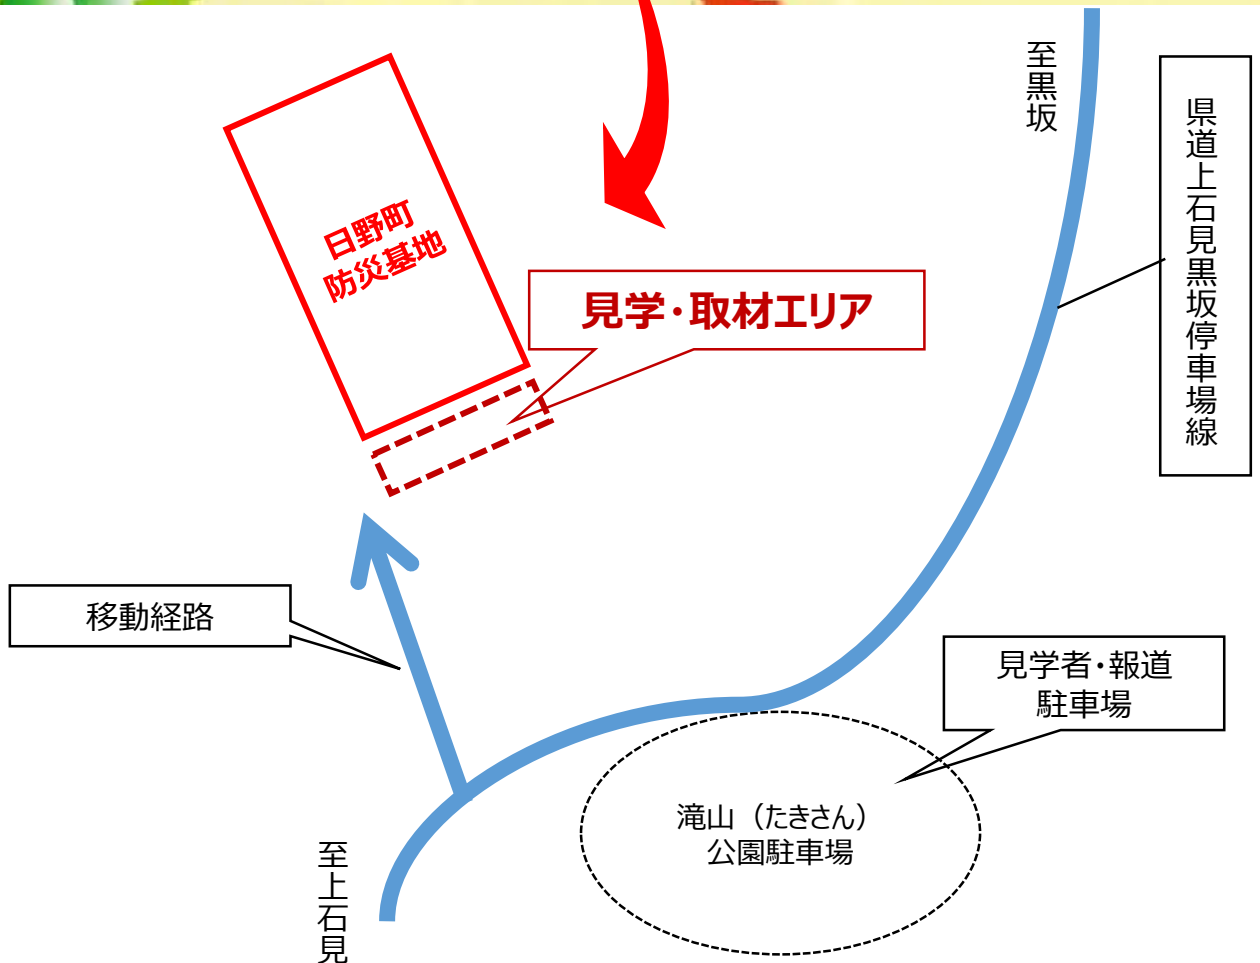 至黒坂
県道上石見黒坂停車場線
日野町
防災基地
見学・取材エリア
移動経路
見学者・報道
駐車場
滝山（たきさん）
公園駐車場
至上石見